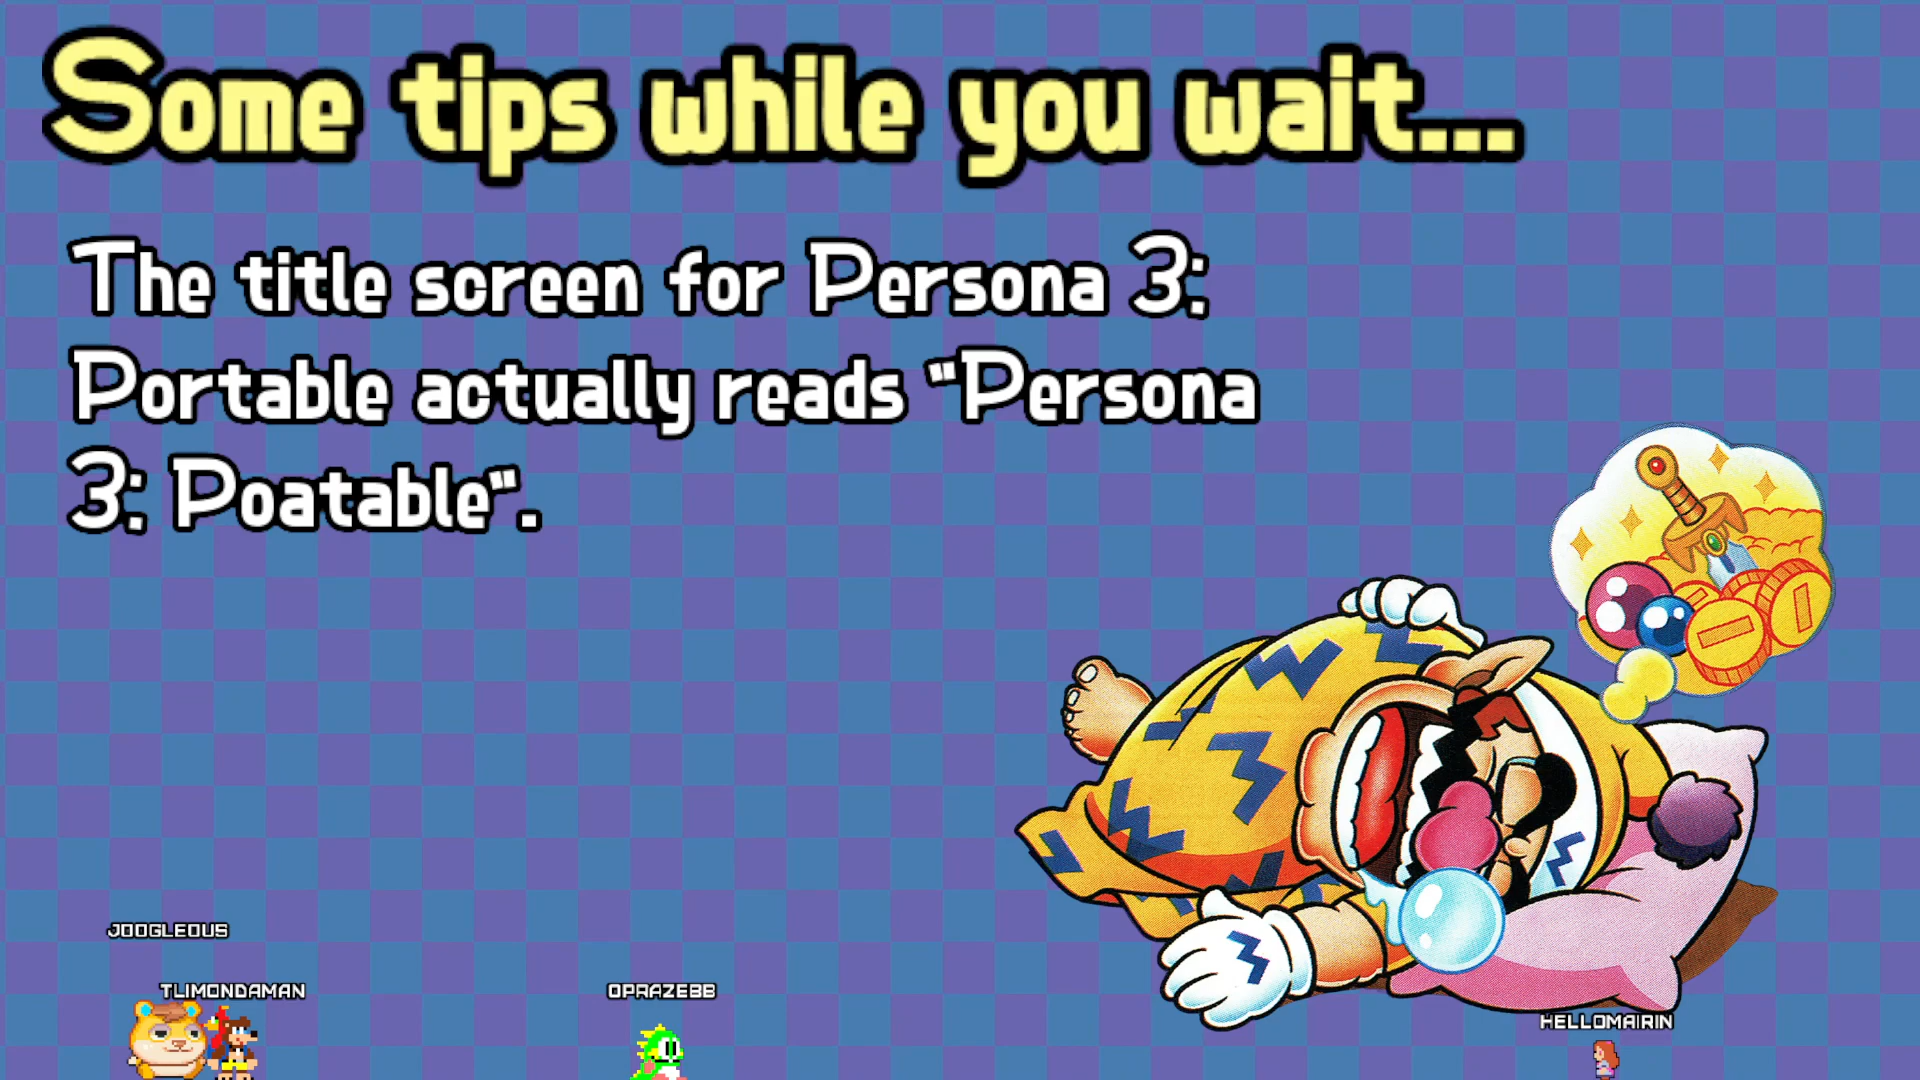 Some tips while you wait...
The title screen for Persona 3:
Portable actually reads "Persona
3: Poatable".
JOOGLEOUS
TLIMONDAMAN
OPRAZEBB
HELLOMAIRIN